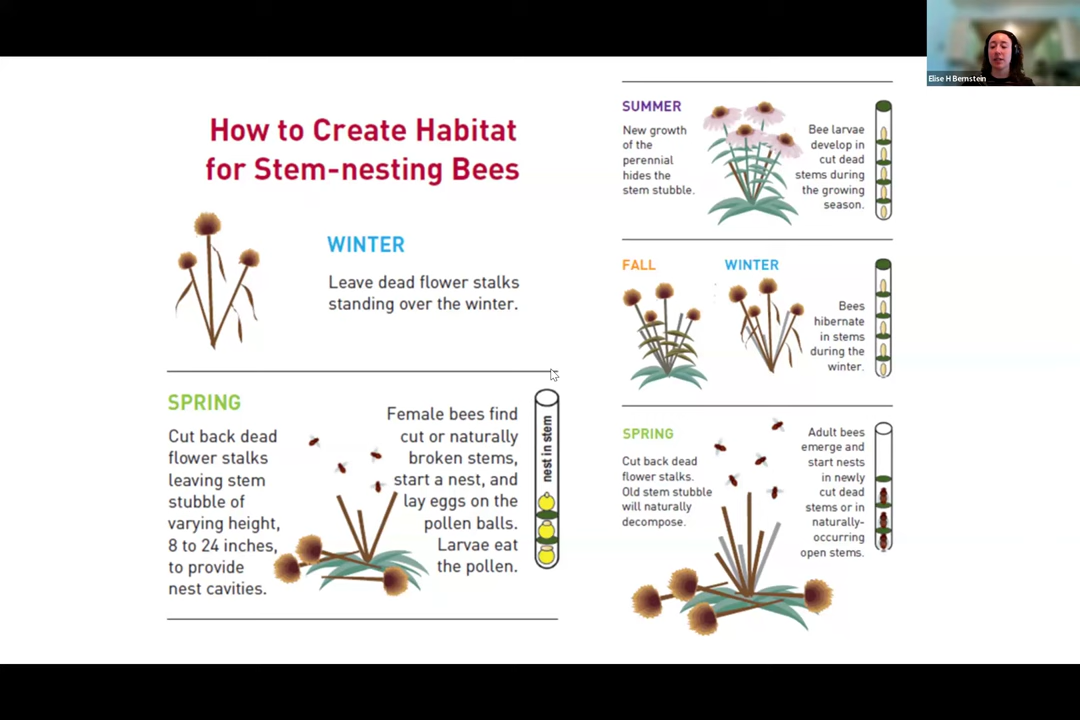 Elise H Bernstein
How to Create Habitat
for Stem-nesting Bees
WINTER
Leave dead flower stalks
standing over the winter.
SPRING
Cut back dead
flower stalks
leaving stem
stubble of
varying height,
8 to 24 inches,
to provide
nest cavities.
Female bees find
cut or naturally
broken stems,
start a nest, and
lay eggs on the
pollen balls.
Larvae eat
the pollen.
nest in stem
SUMMER
New growth
of the
perennial
hides the
stem stubble.
Bee larvae
develop in
cut dead
stems during
the growing
season.
FALL
WINTER
Bees
hibernate
in stems
during the
winter.
SPRING
Cut back dead
flower stalks.
Old stem stubble
will naturally
decompose.
Adult bees
emerge and
start nests
in newly
cut dead
stems or in
naturally-
occurring
open stems.